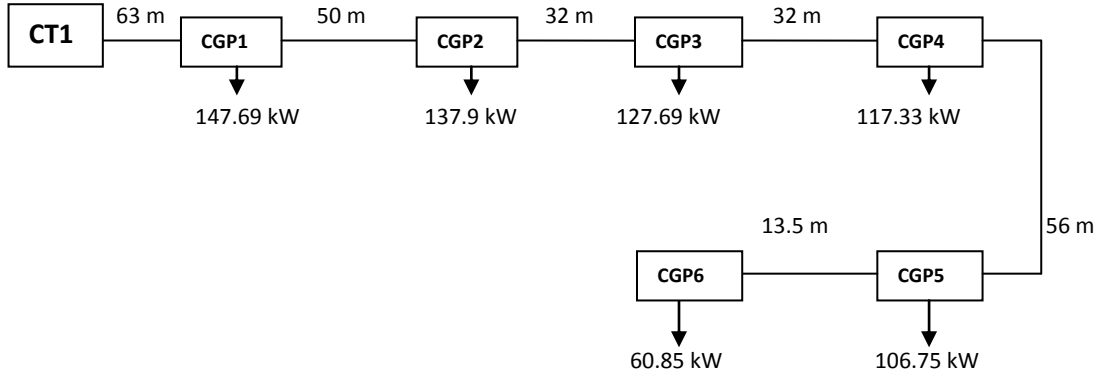 63 m 50 m 32 m 32 m
CT1 CGP1 CGP2 CGP3 CGP4
147.69 kW 137.9 kW 127.69 kW 117.33 kW
13.5 m 56 m
CGP6 CGP5
60.85 kW 106.75 kW